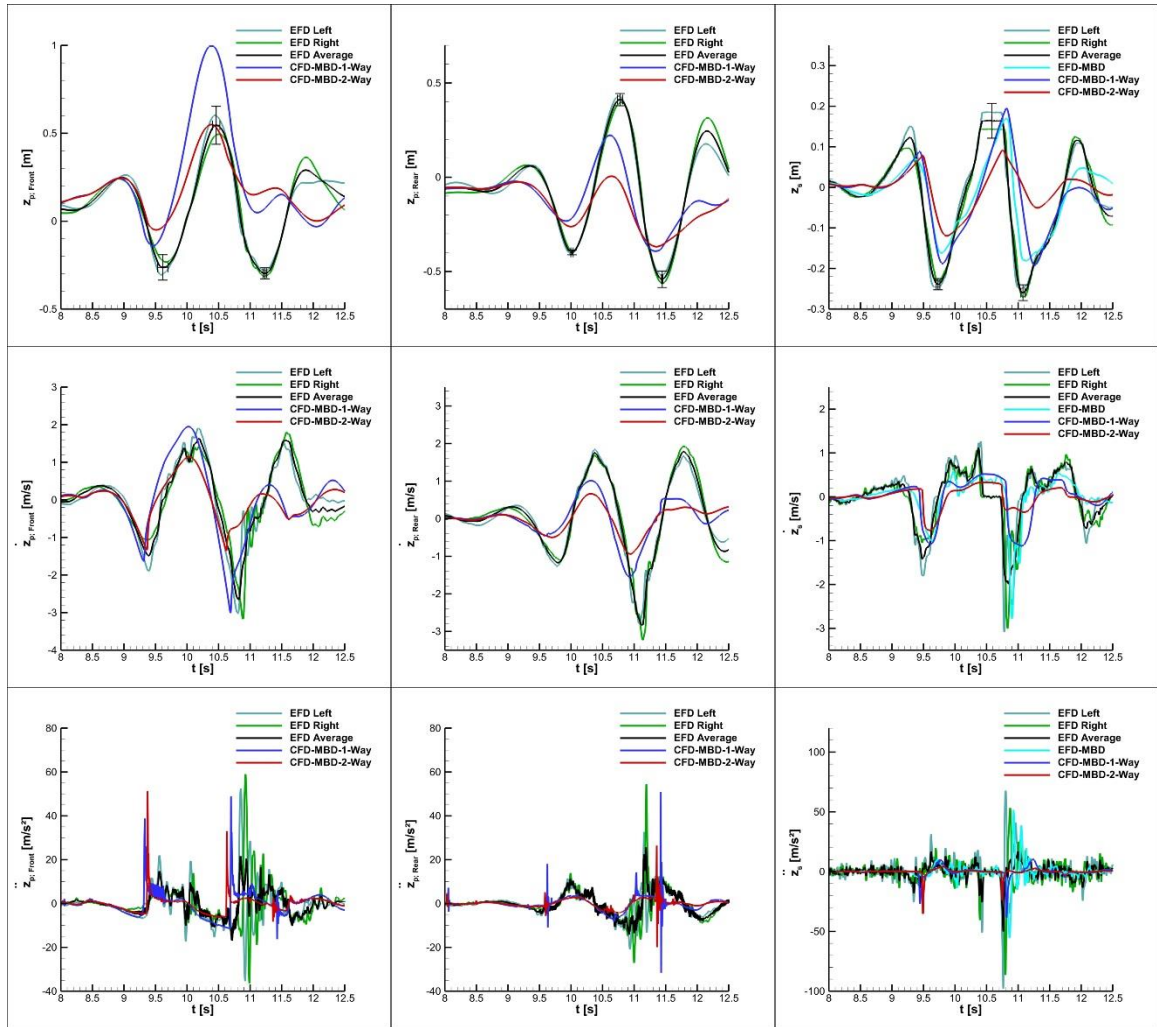 EFD Left
EFD Right
EFD Average
CFD-MBD-1-Way
CFD-MBD-2-Way
z p; Front [m]
1
0.5
0
-0.5
8 8.5 9 9.5 10 10.5 11 11.5 12 12.5
t [s]
EFD Left
EFD Right
EFD Average
CFD-MBD-1-Way
CFD-MBD-2-Way
z p; Rear [m]
0.5
0
-0.5
8 8.5 9 9.5 10 10.5 11 11.5 12 12.5
t [s]
EFD Left
EFD Right
EFD Average
EFD-MBD
CFD-MBD-1-Way
CFD-MBD-2-Way
z s [m]
0.3
0.2
0.1
0
-0.1
-0.2
-0.3
8 8.5 9 9.5 10 10.5 11 11.5 12 12.5
t [s]
EFD Left
EFD Right
EFD Average
CFD-MBD-1-Way
CFD-MBD-2-Way
ż p; Front [m/s]
3
2
1
0
-1
-2
-3
-4
8 8.5 9 9.5 10 10.5 11 11.5 12 12.5
t [s]
EFD Left
EFD Right
EFD Average
CFD-MBD-1-Way
CFD-MBD-2-Way
ż p; Rear [m/s]
3
2
1
0
-1
-2
-3
8 8.5 9 9.5 10 10.5 11 11.5 12 12.5
t [s]
EFD Left
EFD Right
EFD Average
EFD-MBD
CFD-MBD-1-Way
CFD-MBD-2-Way
ż s [m/s]
2
1
0
-1
-2
-3
8 8.5 9 9.5 10 10.5 11 11.5 12 12.5
t [s]
EFD Left
EFD Right
EFD Average
CFD-MBD-1-Way
CFD-MBD-2-Way
z̈ p; Front [m/s²]
80
60
40
20
0
-20
-40
8 8.5 9 9.5 10 10.5 11 11.5 12 12.5
t [s]
EFD Left
EFD Right
EFD Average
CFD-MBD-1-Way
CFD-MBD-2-Way
z̈ p; Rear [m/s²]
80
60
40
20
0
-20
-40
8 8.5 9 9.5 10 10.5 11 11.5 12 12.5
t [s]
EFD Left
EFD Right
EFD Average
EFD-MBD
CFD-MBD-1-Way
CFD-MBD-2-Way
z̈ s [m/s²]
100
50
0
-50
-100
8 8.5 9 9.5 10 10.5 11 11.5 12 12.5
t [s]